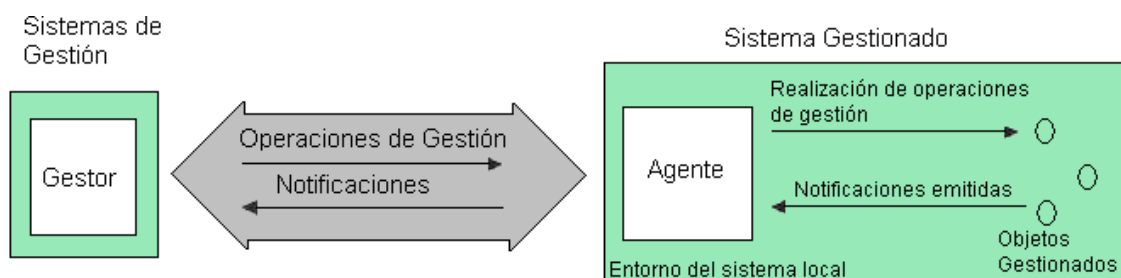 Sistemas de
Gestión
Gestor
Operaciones de Gestión
Notificaciones
Sistema Gestionado
Realización de operaciones
de gestión
Agente
Notificaciones emitidas
Objetos
Gestionados
Entorno del sistema local